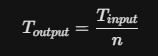 T_output = T_input / n